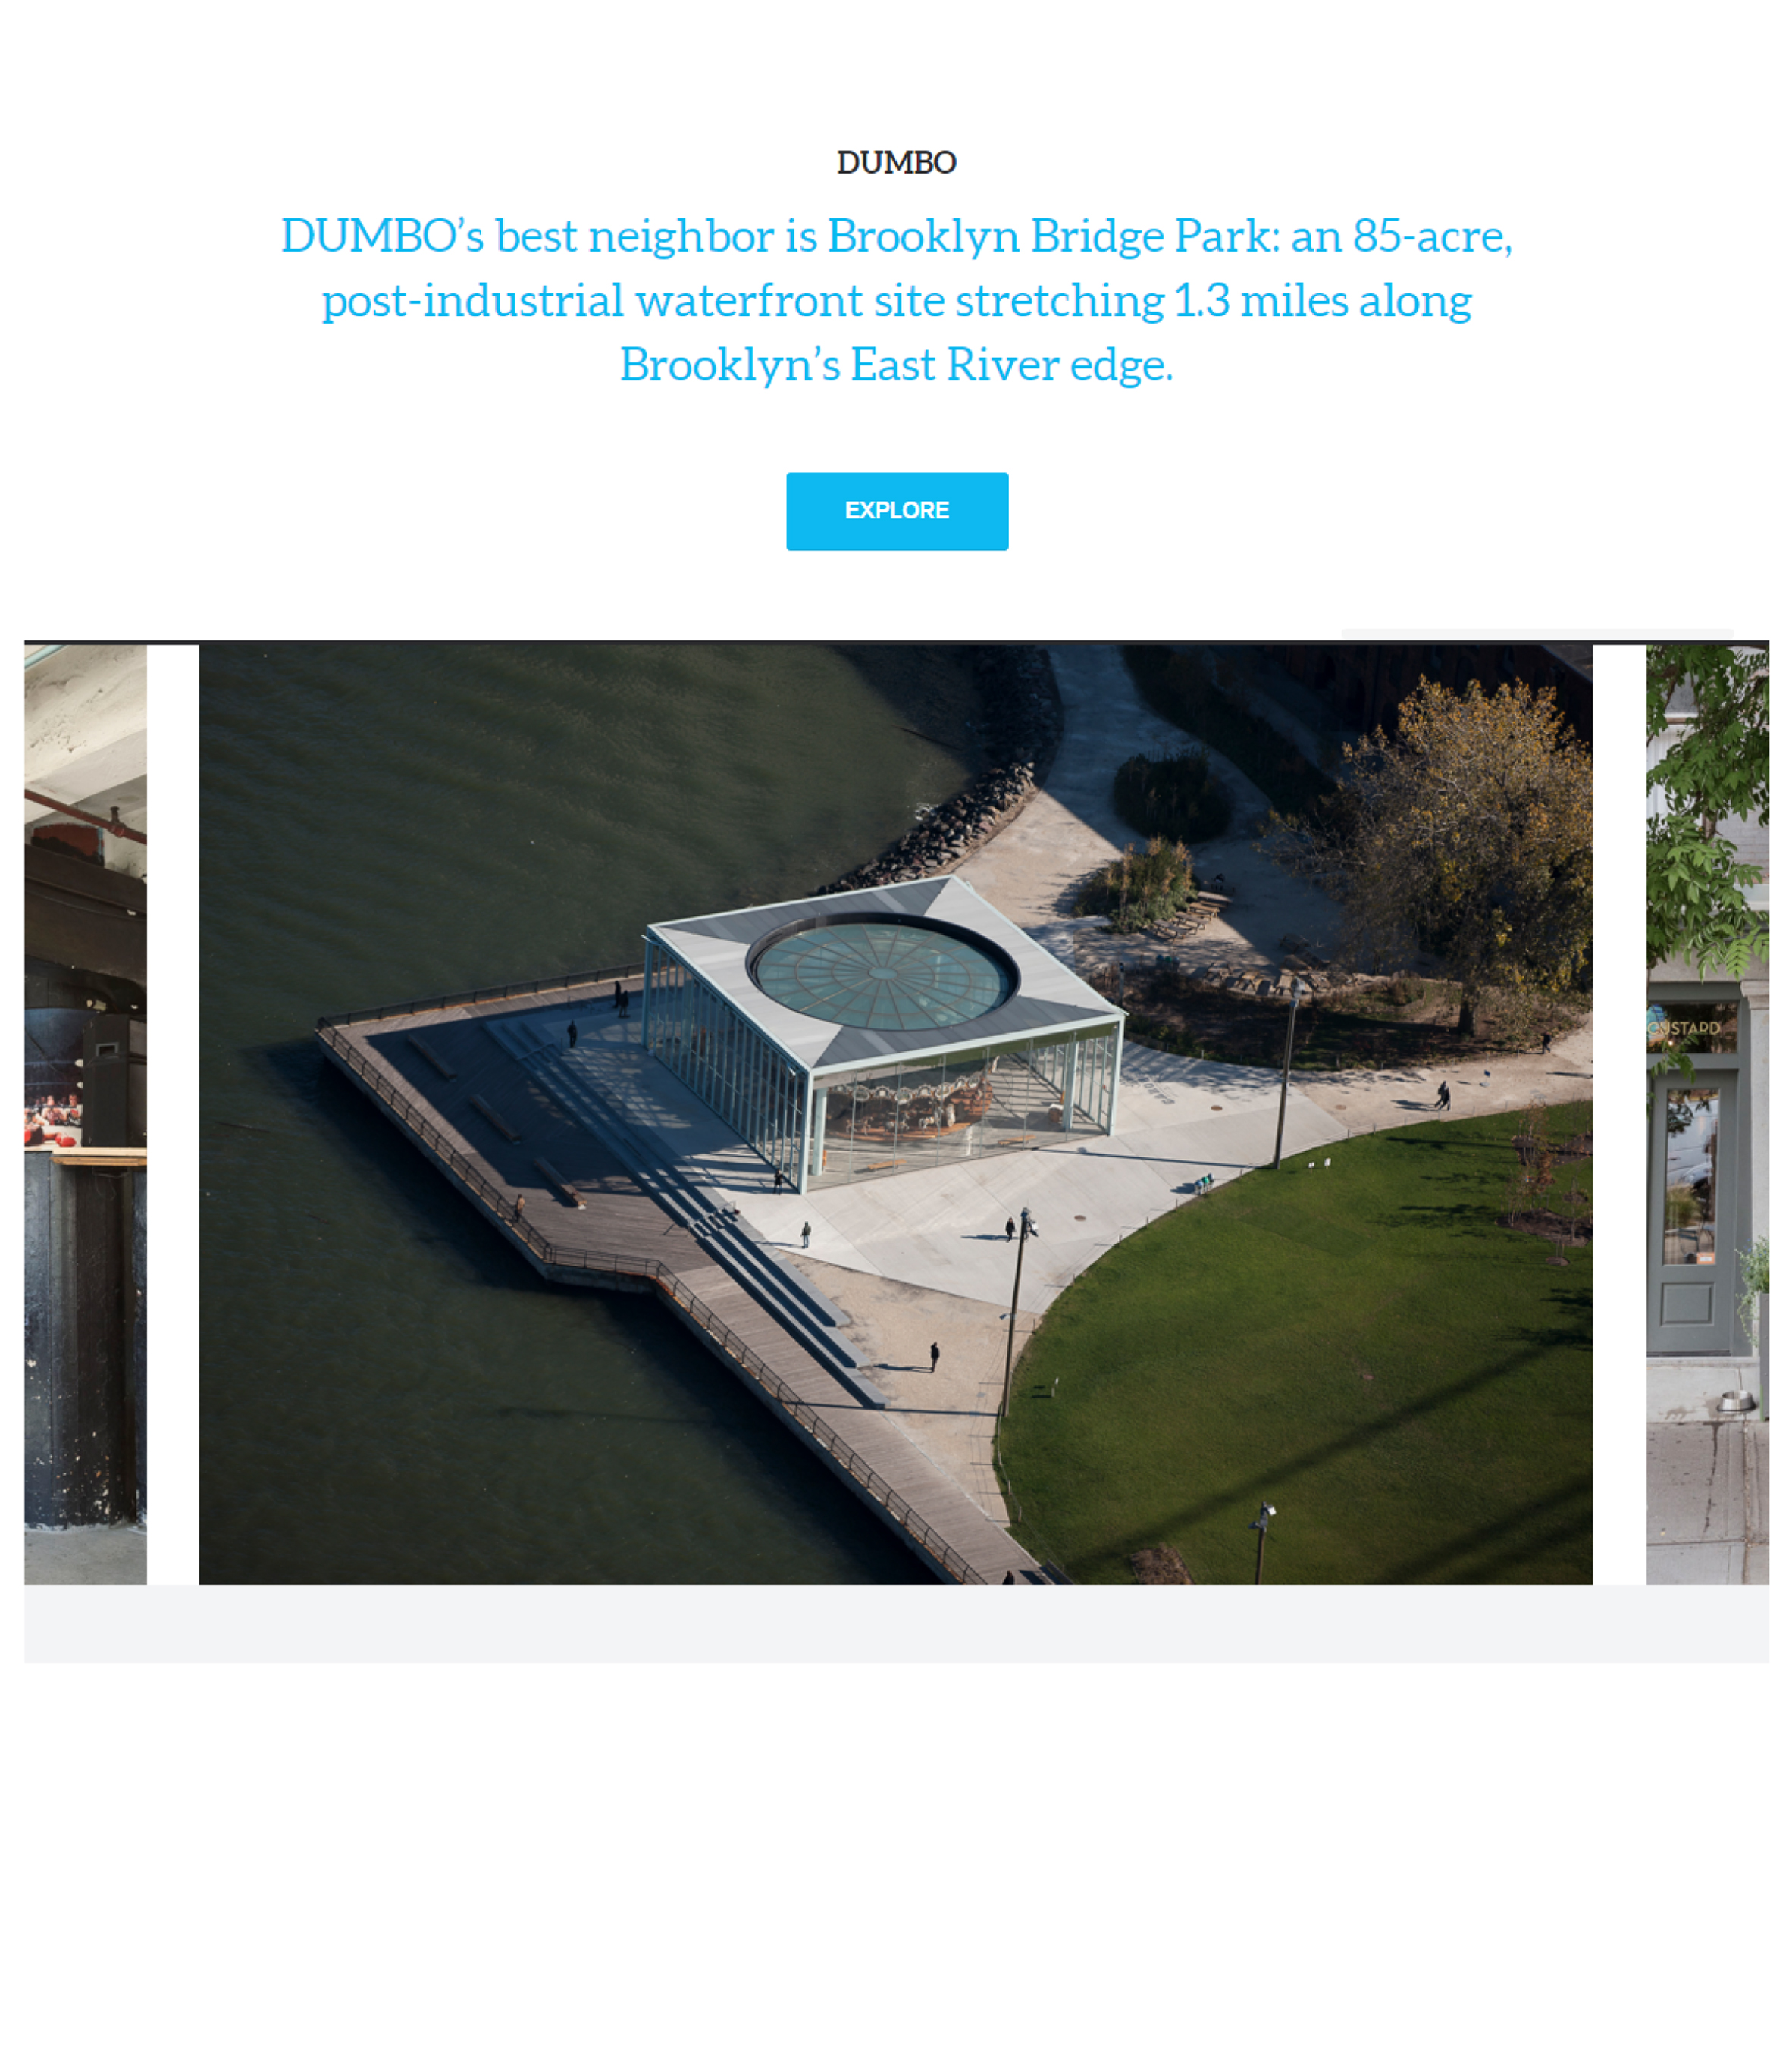 DUMBO
DUMBO’s best neighbor is Brooklyn Bridge Park: an 85-acre,
post-industrial waterfront site stretching 1.3 miles along
Brooklyn’s East River edge.
EXPLORE
CUSTARD